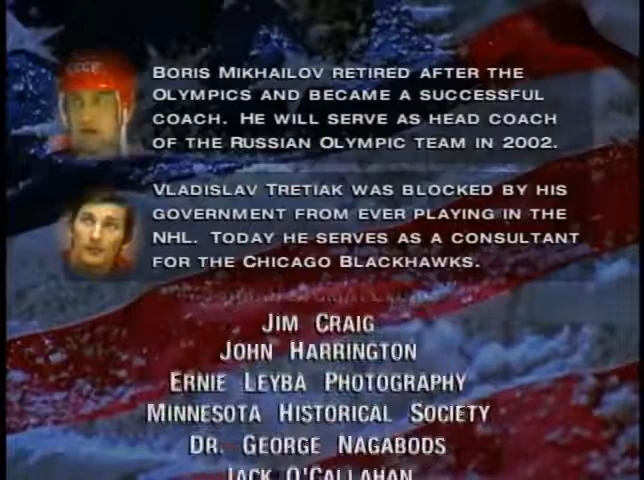 BORIS MIKHAILOV RETIRED AFTER THE
OLYMPICS AND BECAME A SUCCESSFUL
COACH. HE WILL SERVE AS HEAD COACH
OF THE RUSSIAN OLYMPIC TEAM IN 2002.
VLADISLAV TRETIAK WAS BLOCKED BY HIS
GOVERNMENT FROM EVER PLAYING IN THE
NHL. TODAY HE SERVES AS A CONSULTANT
FOR THE CHICAGO BLACKHAWKS.
JIM CRAIG
JOHN HARRINGTON
ERNIE LEYBA PHOTOGRAPHY
MINNESOTA HISTORICAL SOCIETY
DR. GEORGE NAGABODS
JACK O'CALLAHAN